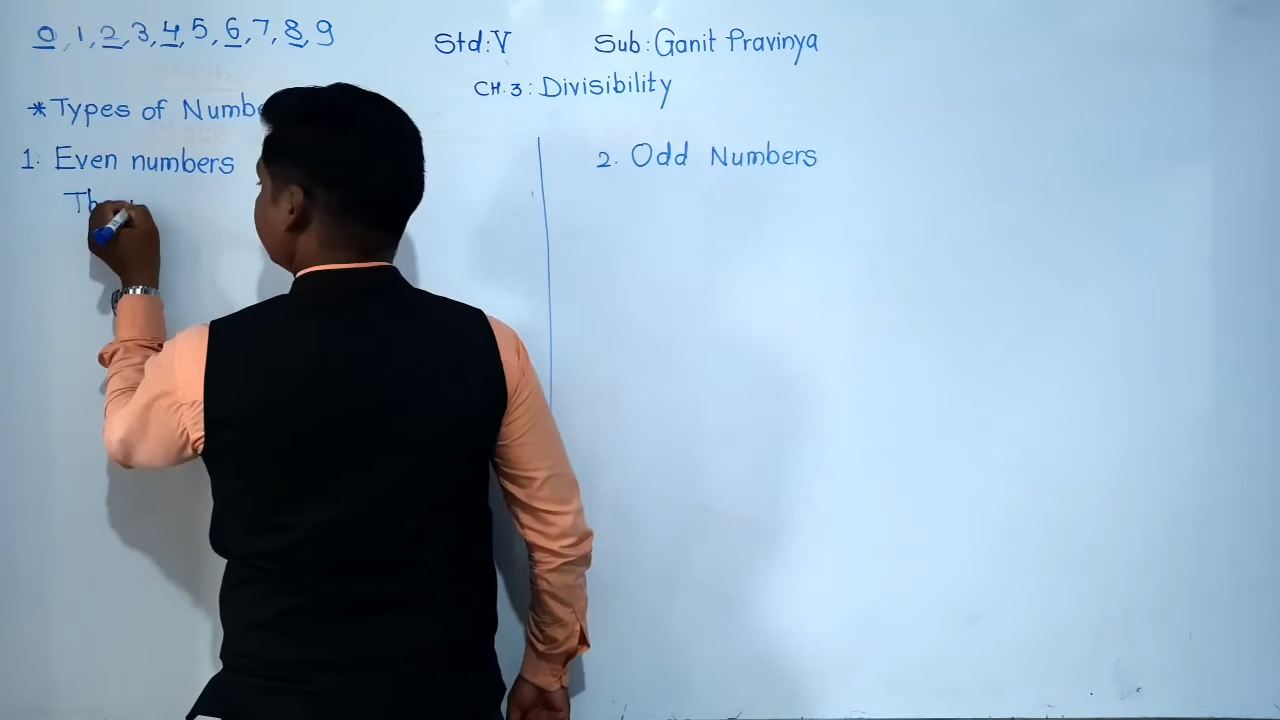 0, 1, 2, 3, 4, 5, 6, 7, 8, 9
Std: V Sub: Ganit Pravinya
CH. 3: Divisibility
* Types of
1. Even numbers
2. Odd Numbers